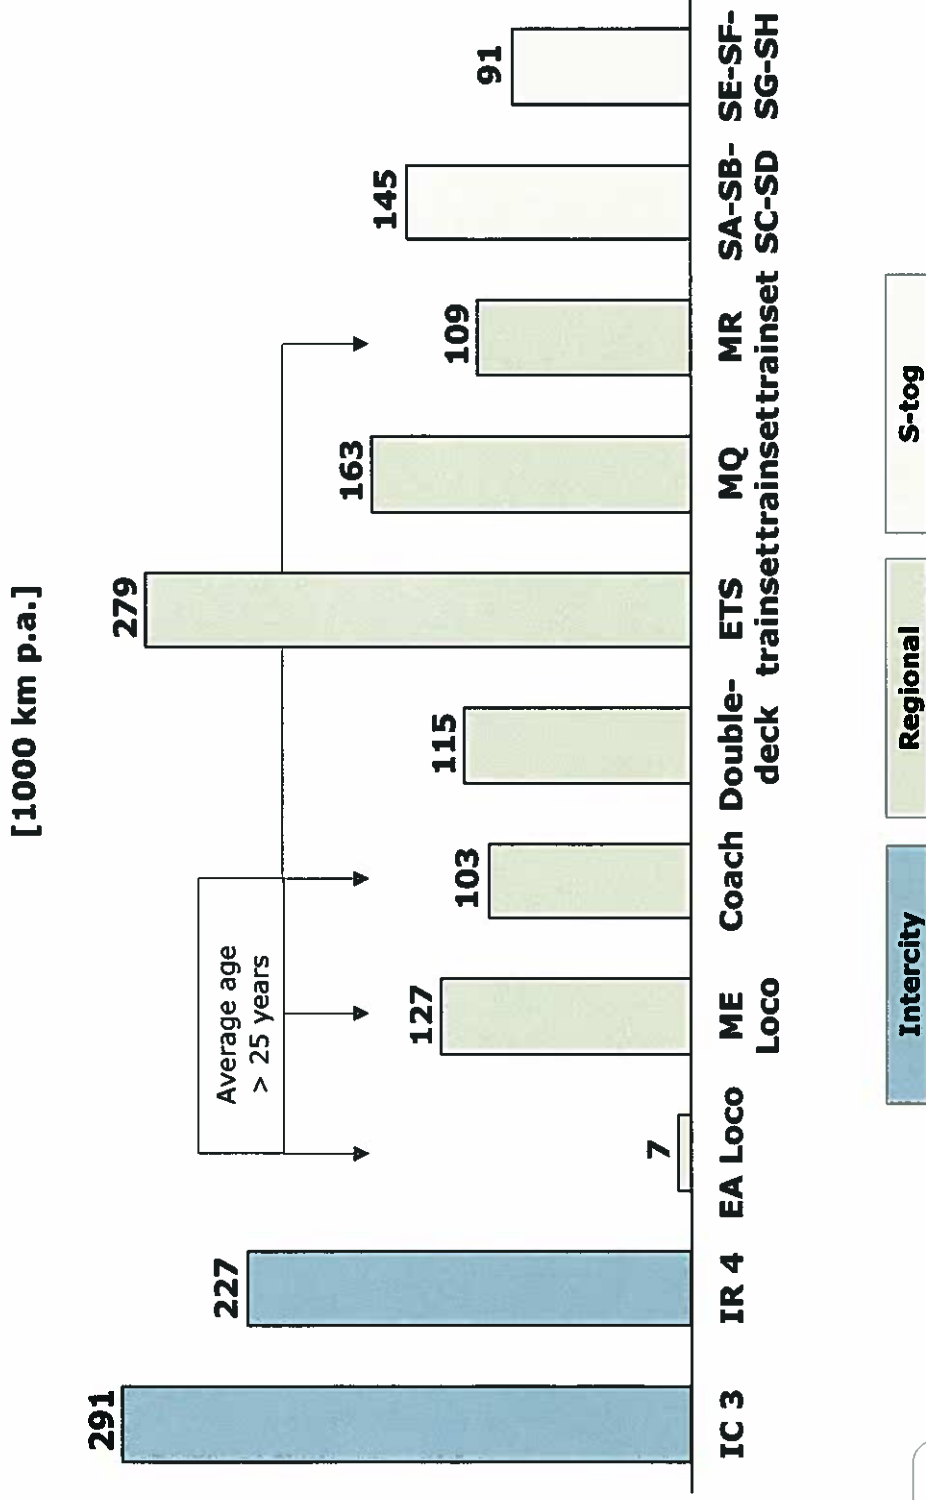 [1000 km p.a.]
291
227
7
127
103
115
279
163
109
145
91
Average age
> 25 years
IC 3
IR 4
EA Loco
ME
Loco
Coach
Double-
deck
ETS
trainset
MQ
trainset
MR
trainset
SA-SB-
SC-SD
SE-SF-
SG-SH
Intercity
Regional
S-tog